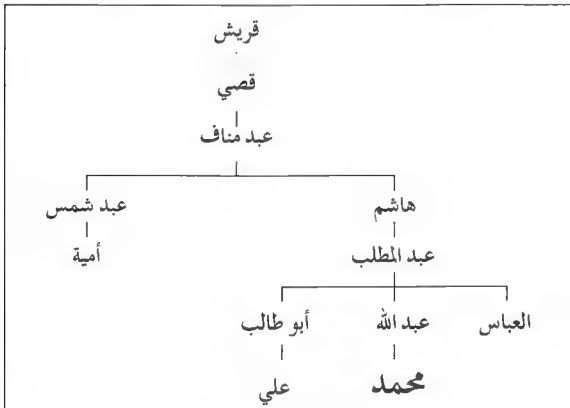 قريش
قصي
عبد مناف
هاشم عبد شمس
عبد المطلب أمية
العباس عبد الله أبو طالب
محمد علي